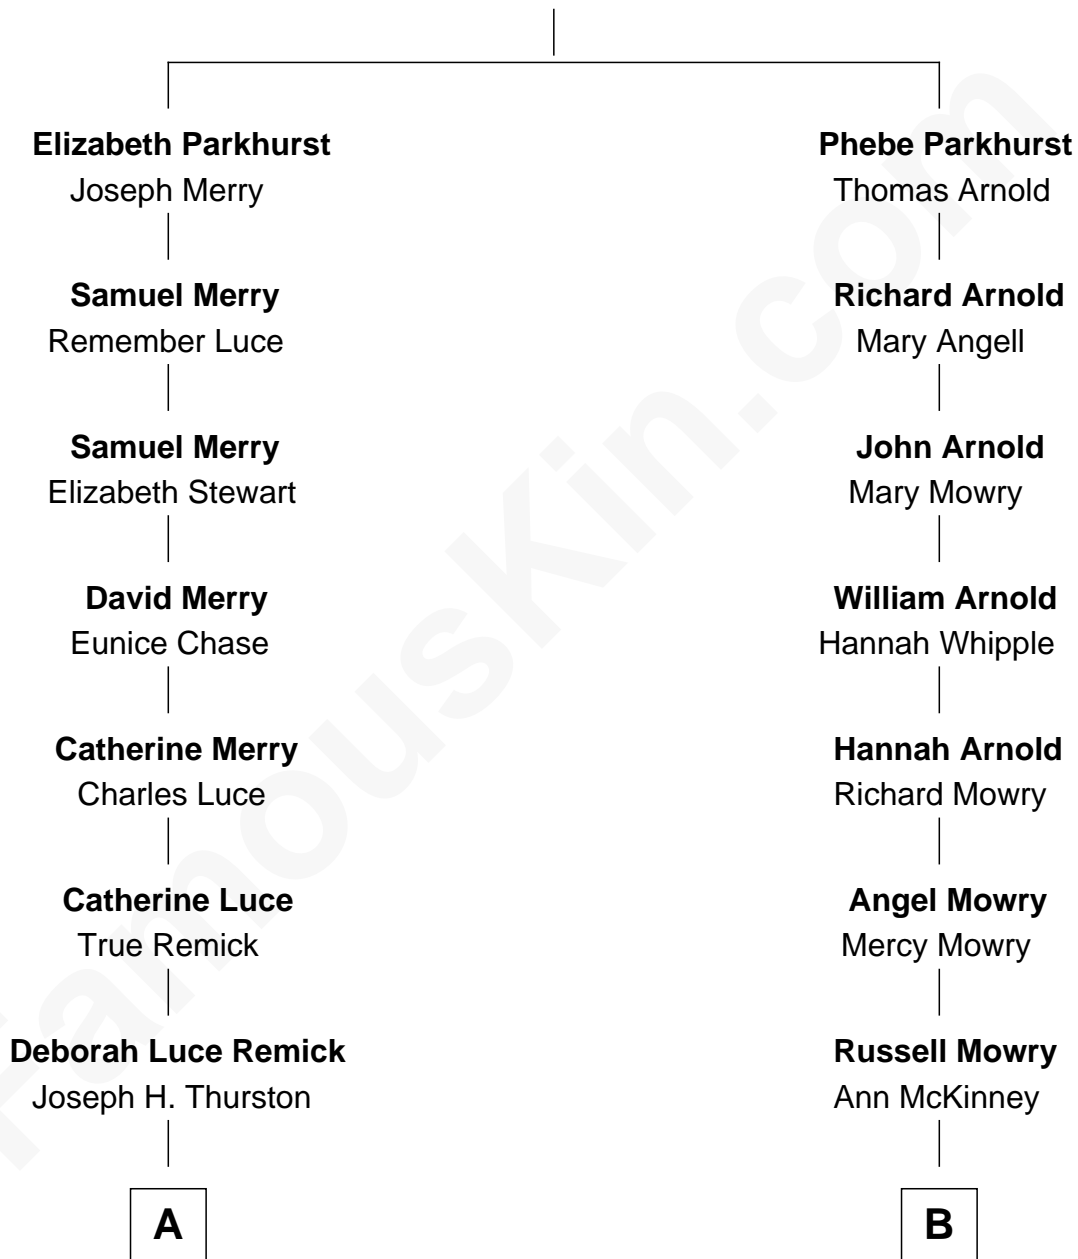 Elizabeth Parkhurst
Joseph Merry
Samuel Merry
Remember Luce
Samuel Merry
Elizabeth Stewart
David Merry
Eunice Chase
Catherine Merry
Charles Luce
Catherine Luce
True Remick
Deborah Luce Remick
Joseph H. Thurston
A
Phebe Parkhurst
Thomas Arnold
Richard Arnold
Mary Angell
John Arnold
Mary Mowry
William Arnold
Hannah Whipple
Hannah Arnold
Richard Mowry
Angel Mowry
Mercy Mowry
Russell Mowry
Ann McKinney
B
FamousKin.com